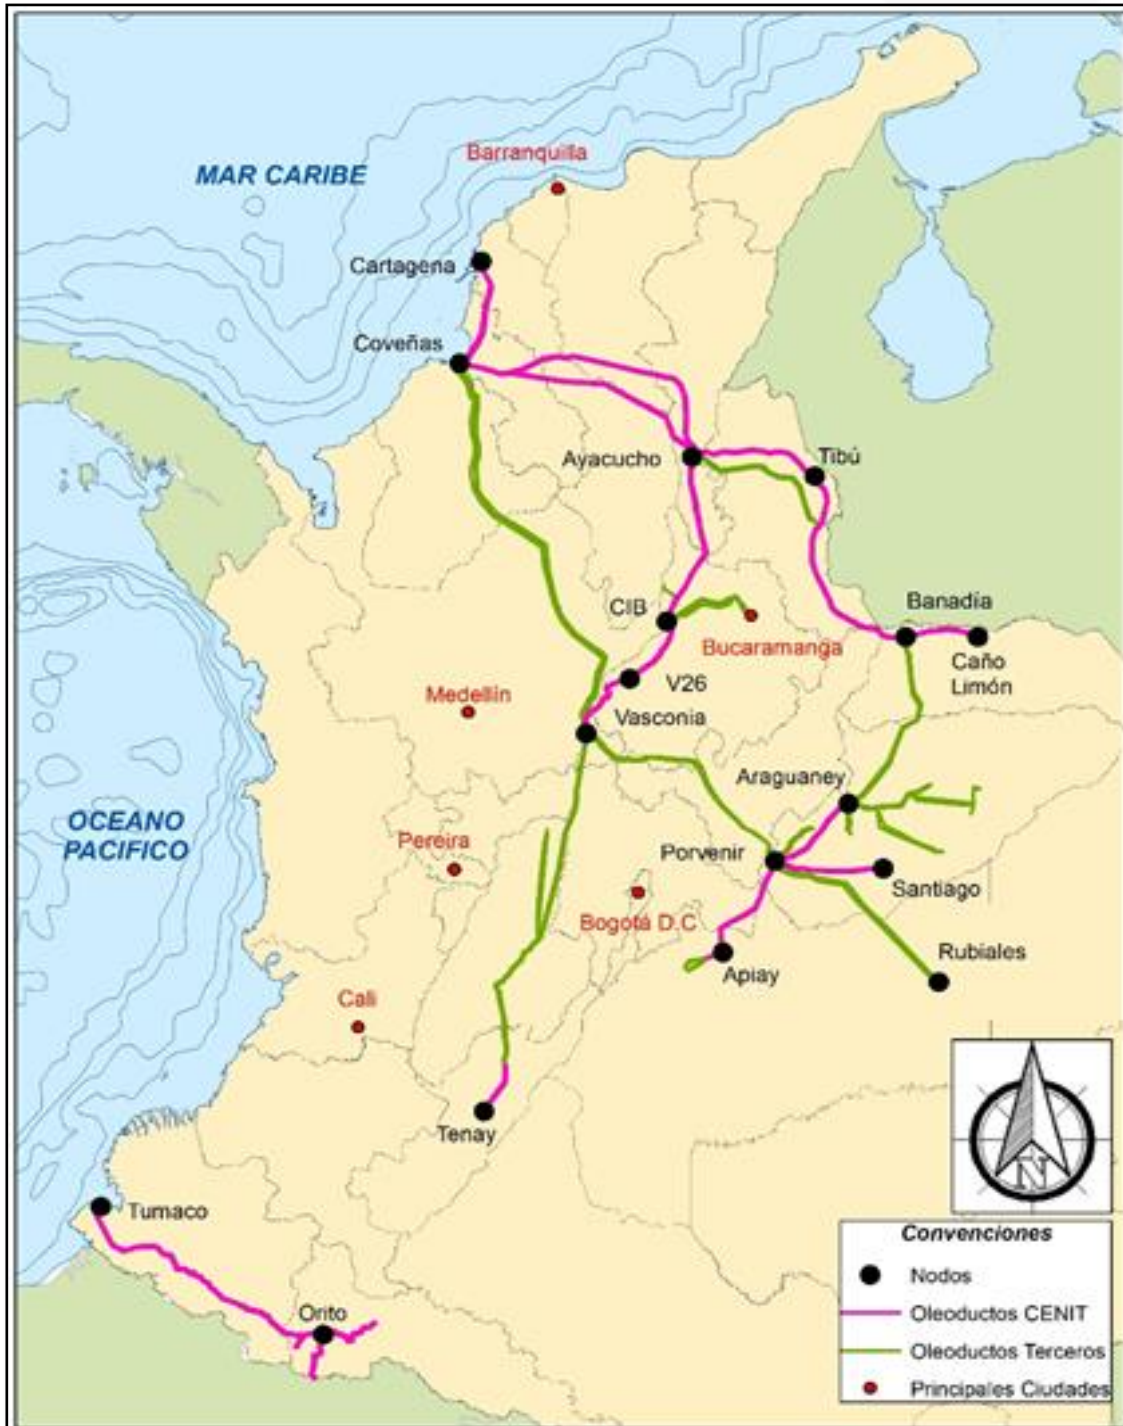 Barranquilla
MAR CARIBE
Cartagena
Coveñas
Ayacucho
Tibú
CIB
Banadía
Bucaramanga
Caño
Limón
V26
Medellín
Vasconia
Araguaney
OCEANO
PACIFICO
Pereira
Porvenir
Santiago
Bogotá D.C
Rubiales
Apiay
Cali
Tenay
N
Tumaco
Convenciones
Nodos
Orito
Oleoductos CENIT
Oleoductos Terceros
Principales Ciudades